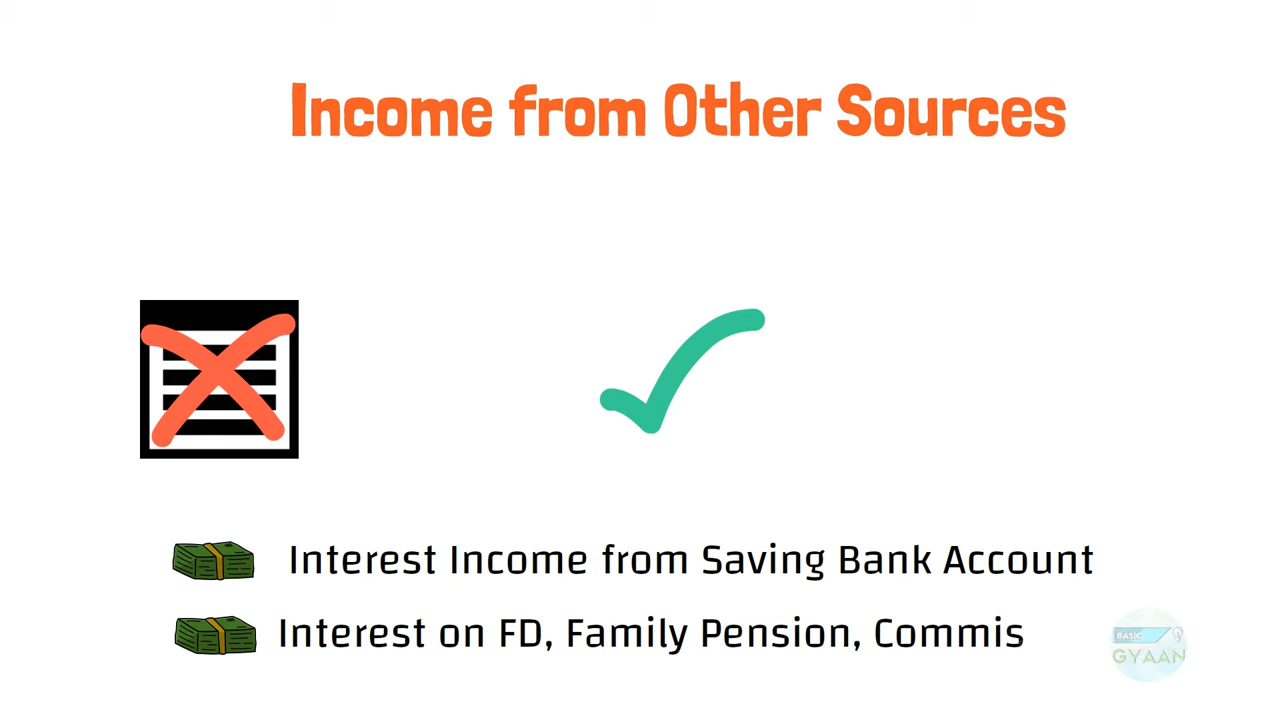 Income from Other Sources
Interest Income from Saving Bank Account
Interest on FD, Family Pension, Commis
BASIC
GYAAN